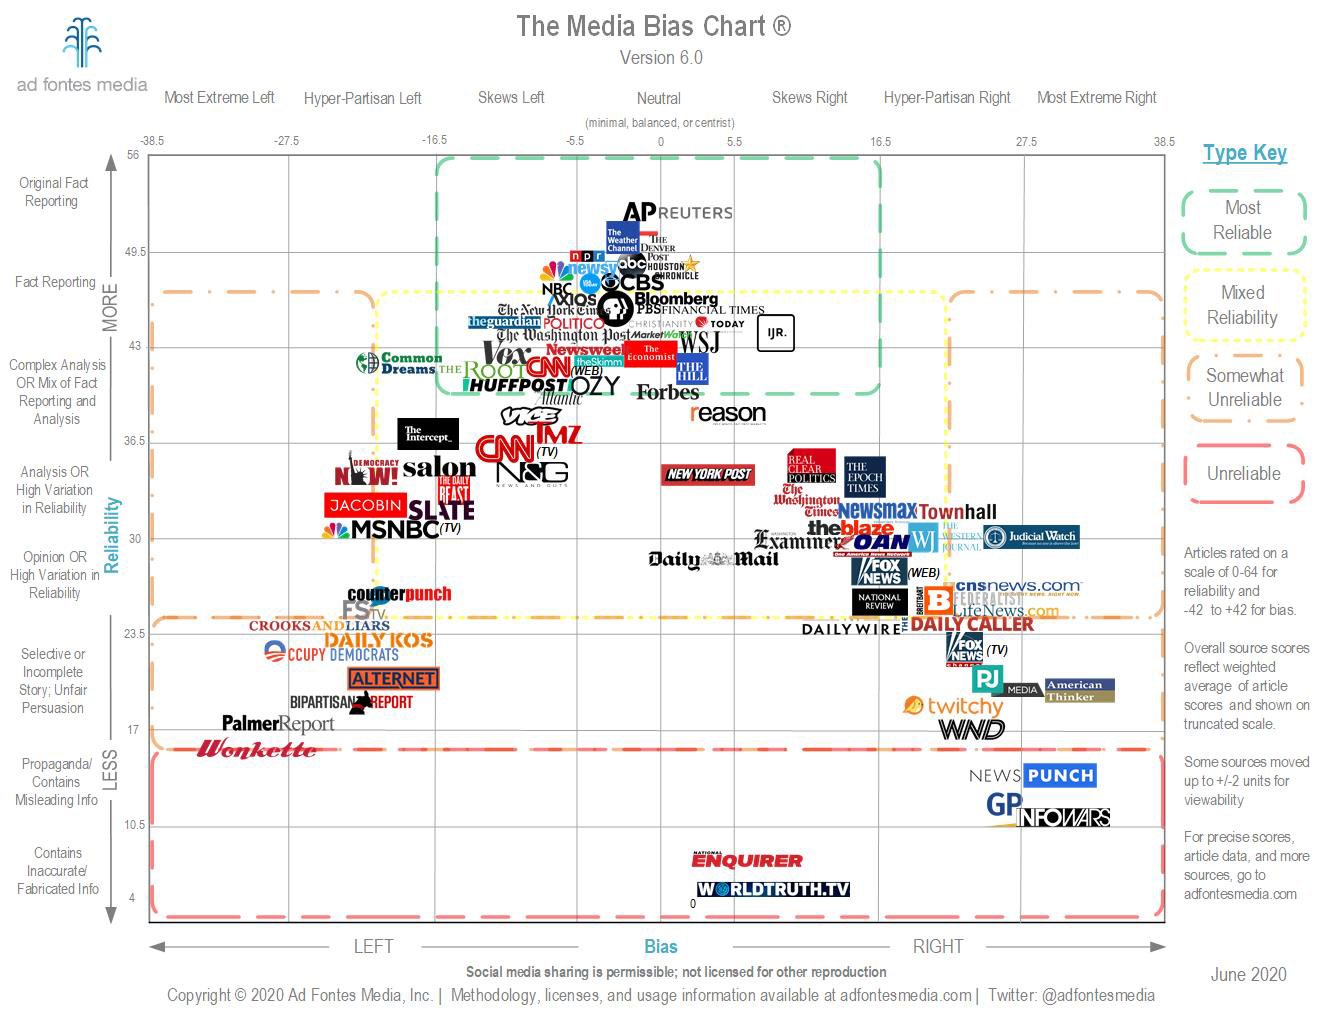 The Media Bias Chart ®
Version 6.0
ad fontes media
Most Extreme Left
Hyper-Partisan Left
Skews Left
Neutral
Skews Right
Hyper-Partisan Right
Most Extreme Right
(minimal, balanced, or centrist)
-38.5
-27.5
-16.5
-5.5
0
5.5
16.5
27.5
38.5
56
49.5
43
36.5
30
23.5
17
10.5
4
0
Original Fact
Reporting
Fact Reporting
Complex Analysis
OR Mix of Fact
Reporting and
Analysis
Analysis OR
High Variation
in Reliability
Opinion OR
High Variation in
Reliability
Selective or
Incomplete
Story; Unfair
Persuasion
Propaganda/
Contains
Misleading Info
Contains
Inaccurate/
Fabricated Info
MORE
Reliability
LESS
AP
REUTERS
The
Weather
Channel
THE
DENVER
POST
npr
newsy
abc
HOUSTON
CHRONICLE
NBC
USA
TODAY
CBS
AXIOS
Bloomberg
PBS
The New York Times
FINANCIAL TIMES
theguardian
POLITICO
CHRISTIANITY TODAY
IJR.
The Washington Post
MarketWatch
WSJ
Vox
Newsweek
The
Economist
Common
Dreams
THE ROOT
CNN (WEB)
theSkimm
THE
HILL
HUFFPOST
OZY
Atlantic
Forbes
VICE
reason
The
Intercept_
TMZ
CNN (TV)
DEMOCRACY
NOW!
salon
N&G
NEWS AND GUTS
NEW YORK POST
REAL
CLEAR
POLITICS
THE
EPOCH
TIMES
THE DAILY
BEAST
The
Washington
Times
JACOBIN
SLATE
Newsmax
Townhall
MSNBC (TV)
theblaze
Examiner
OAN
One America News Network
WJ
THE
WESTERN
JOURNAL
Judicial Watch
Daily Mail
FOX
NEWS (WEB)
counterpunch
FSTV
NATIONAL
REVIEW
BREITBART
B
cnsnews.com
FEDERALIST
LifeNews.com
CROOKS AND LIARS
DAILY WIRE
THE
DAILY CALLER
DAILY KOS
OCCUPY DEMOCRATS
FOX
NEWS
channel
(TV)
ALTERNET
PJ
MEDIA
American
Thinker
BIPARTISAN REPORT
twitchy
PalmerReport
WND
Wonkette
NEWS PUNCH
GP
INFOWARS
NATIONAL
ENQUIRER
WORLDTRUTH.TV
LEFT
Bias
RIGHT
Type Key
Most
Reliable
Mixed
Reliability
Somewhat
Unreliable
Unreliable
Articles rated on a
scale of 0-64 for
reliability and
-42 to +42 for bias.
Overall source scores
reflect weighted
average of article
scores and shown on
truncated scale.
Some sources moved
up to +/-2 units for
viewability
For precise scores,
article data, and more
sources, go to
adfontesmedia.com
June 2020
Social media sharing is permissible; not licensed for other reproduction
Copyright © 2020 Ad Fontes Media, Inc. | Methodology, licenses, and usage information available at adfontesmedia.com | Twitter: @adfontesmedia